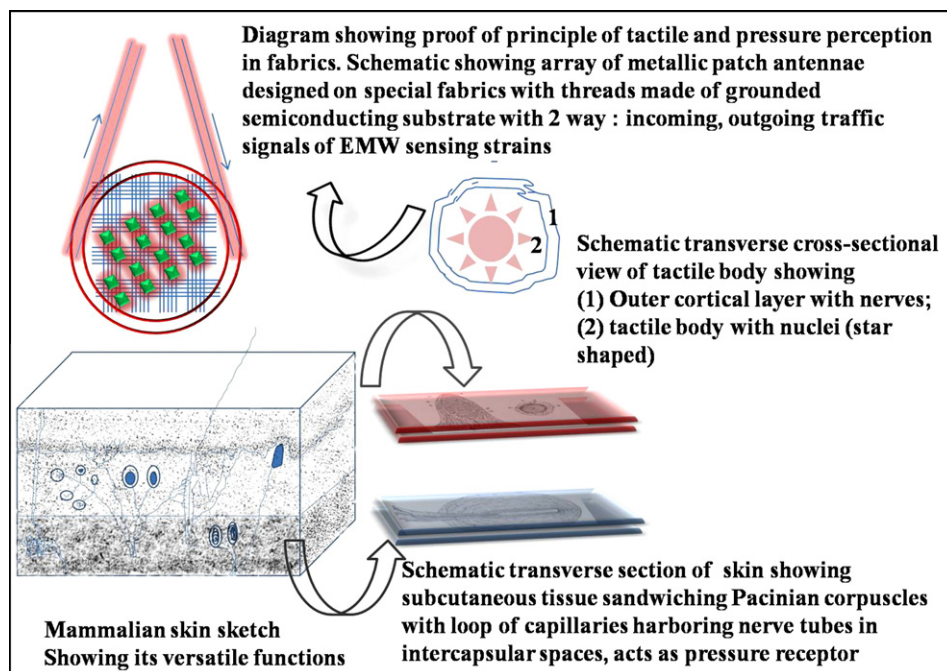 Diagram showing proof of principle of tactile and pressure perception
in fabrics. Schematic showing array of metallic patch antennae
designed on special fabrics with threads made of grounded
semiconducting substrate with 2 way : incoming, outgoing traffic
signals of EMW sensing strains
1
2
Schematic transverse cross-sectional
view of tactile body showing
(1) Outer cortical layer with nerves;
(2) tactile body with nuclei (star
shaped)
Schematic transverse section of skin showing
subcutaneous tissue sandwiching Pacinian corpuscles
with loop of capillaries harboring nerve tubes in
intercapsular spaces, acts as pressure receptor
Mammalian skin sketch
Showing its versatile functions